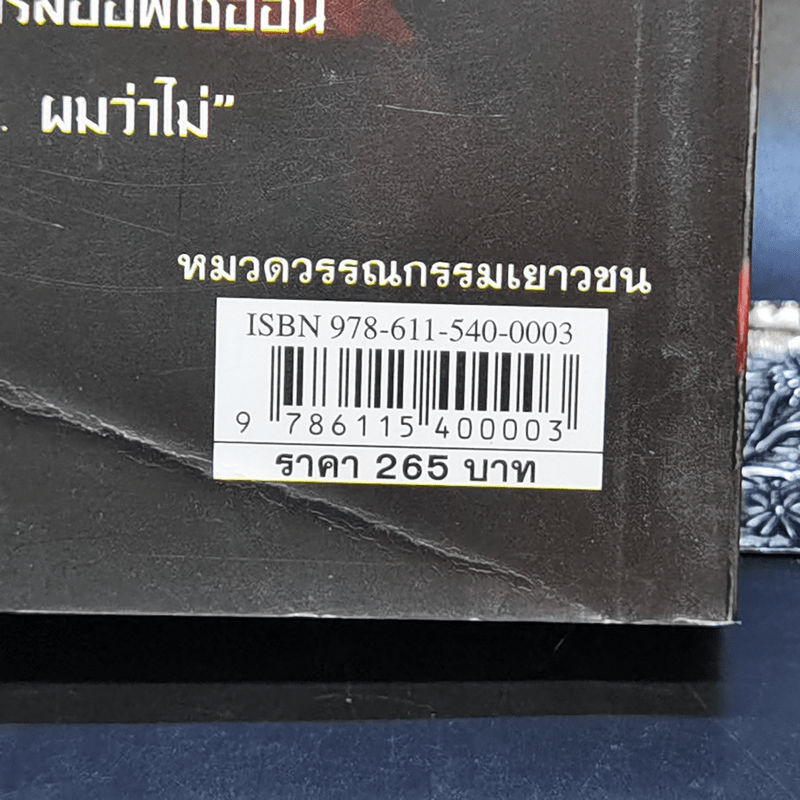 ผมว่าไม่”
หมวดวรรณกรรมเยาวชน
ISBN 978-611-540-0003
9 786115 400003
ราคา 265 บาท